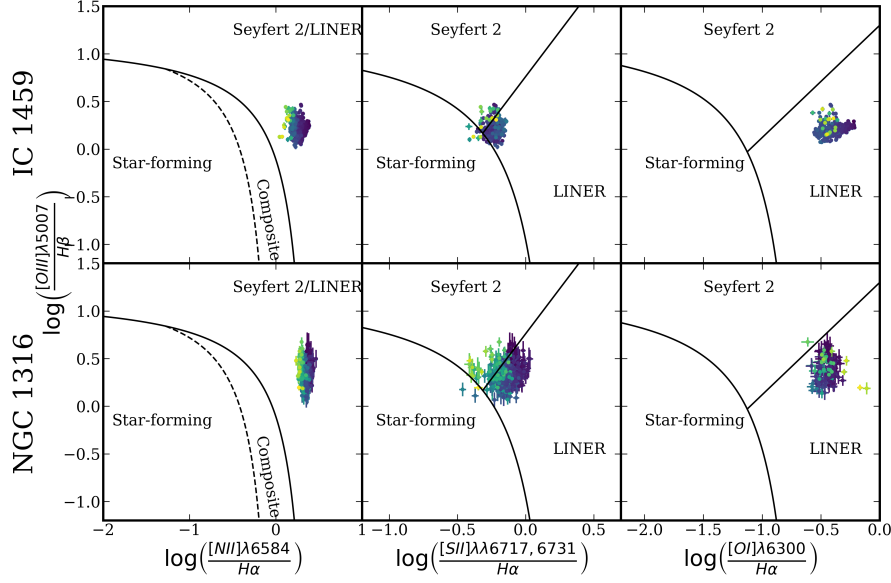 IC 1459
NGC 1316
log([OIII]λ5007/Hβ)
1.5
1.0
0.5
0.0
−0.5
−1.0
Seyfert 2/LINER
Star-forming
Composite
Seyfert 2
Star-forming
LINER
Seyfert 2
Star-forming
LINER
1.5
1.0
0.5
0.0
−0.5
−1.0
Seyfert 2/LINER
Star-forming
Composite
Seyfert 2
Star-forming
LINER
Seyfert 2
Star-forming
LINER
−2 −1 0 1
−1.0 −0.5 0.0 0.5
−2.0 −1.5 −1.0 −0.5 0.0
log([NII]λ6584/Hα)
log([SII]λλ6717, 6731/Hα)
log([OI]λ6300/Hα)